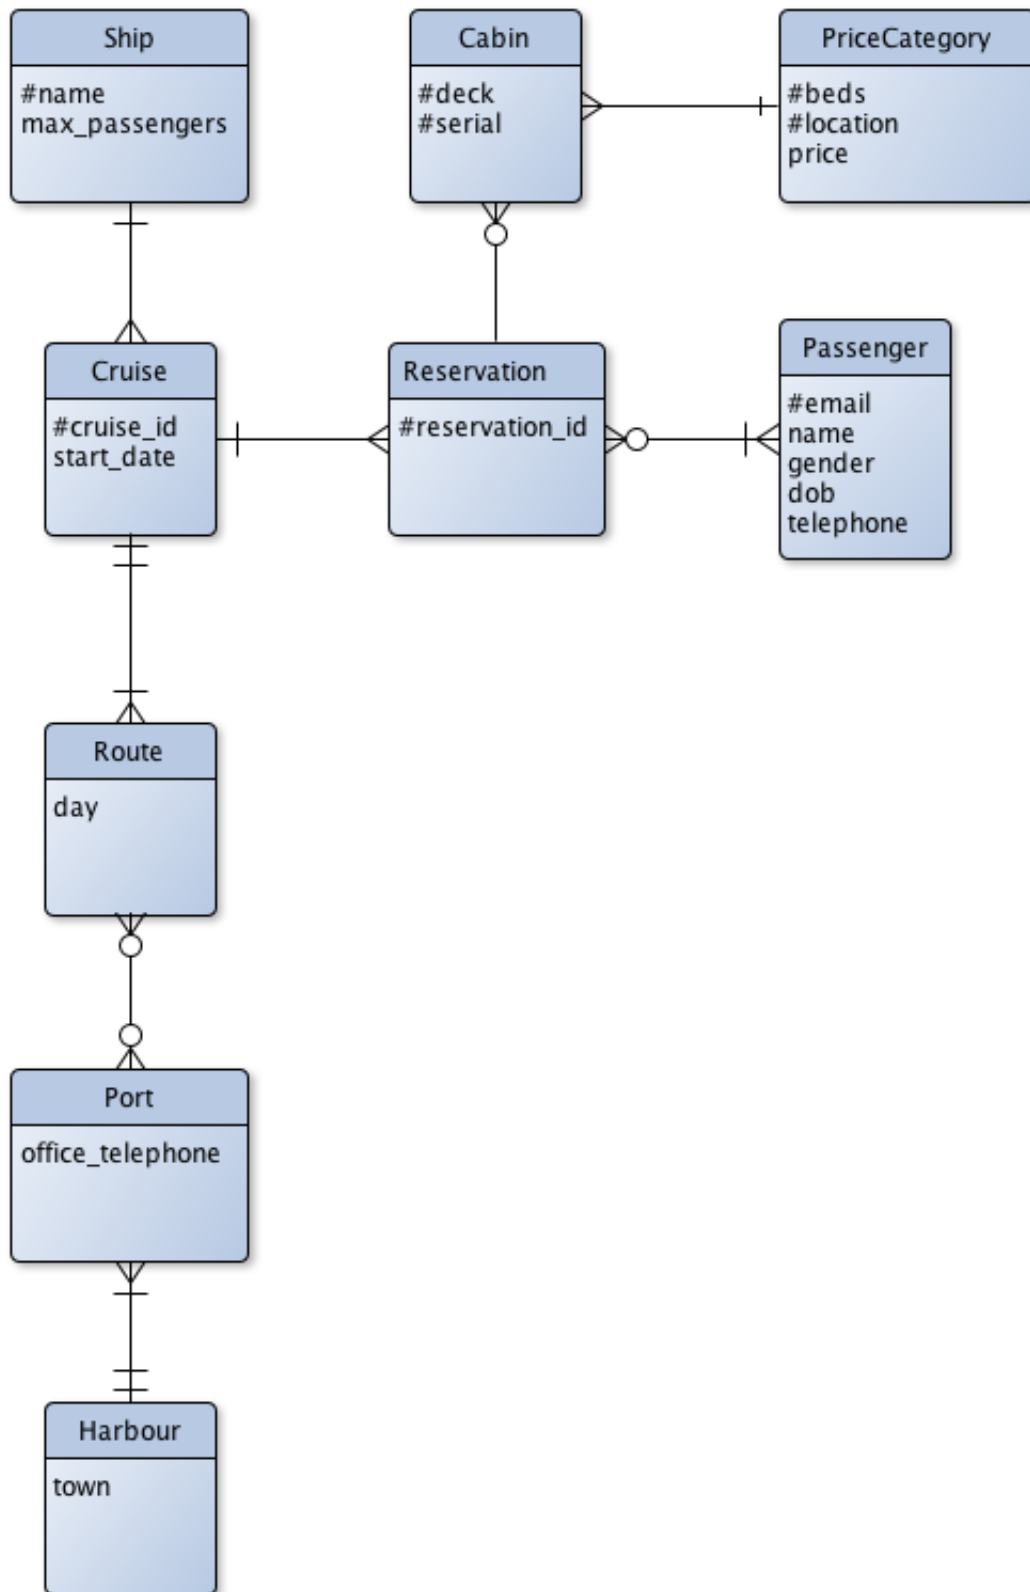 Ship
#name
max_passengers
Cabin
#deck
#serial
PriceCategory
#beds
#location
price
Cruise
#cruise_id
start_date
Reservation
#reservation_id
Passenger
#email
name
gender
dob
telephone
Route
day
Port
office_telephone
Harbour
town